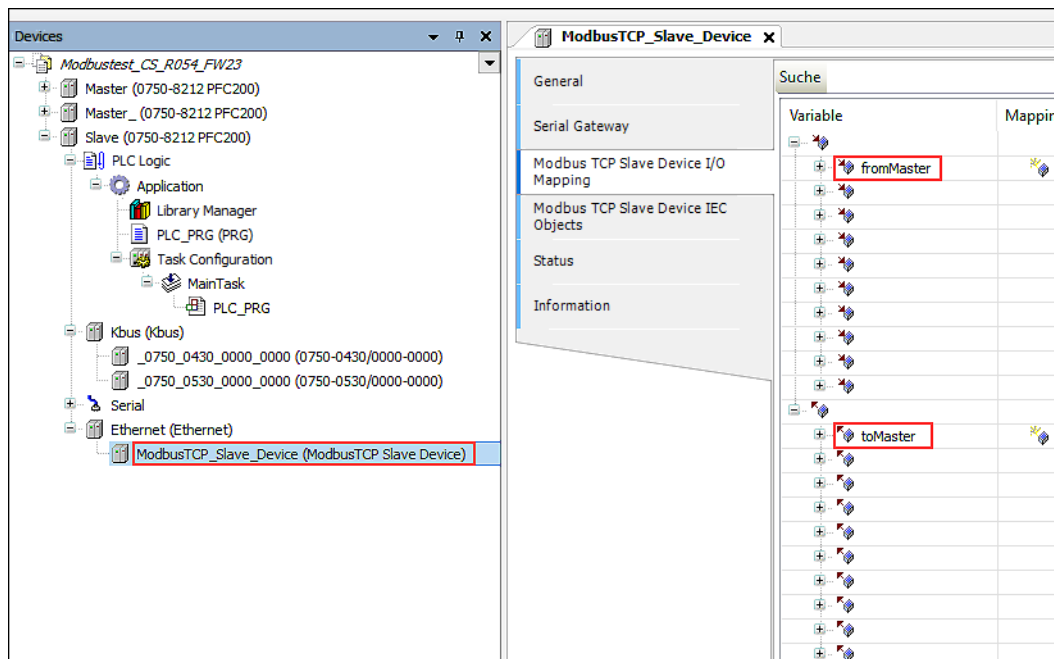 Devices
Modbustest_CS_R054_FW23
Master (0750-8212 PFC200)
Master_ (0750-8212 PFC200)
Slave (0750-8212 PFC200)
PLC Logic
Application
Library Manager
PLC_PRG (PRG)
Task Configuration
MainTask
PLC_PRG
Kbus (Kbus)
_0750_0430_0000_0000 (0750-0430/0000-0000)
_0750_0530_0000_0000 (0750-0530/0000-0000)
Serial
Ethernet (Ethernet)
ModbusTCP_Slave_Device (ModbusTCP Slave Device)
ModbusTCP_Slave_Device
General
Serial Gateway
Modbus TCP Slave Device I/O
Mapping
Modbus TCP Slave Device IEC
Objects
Status
Information
Suche
Variable Mappin
fromMaster
toMaster